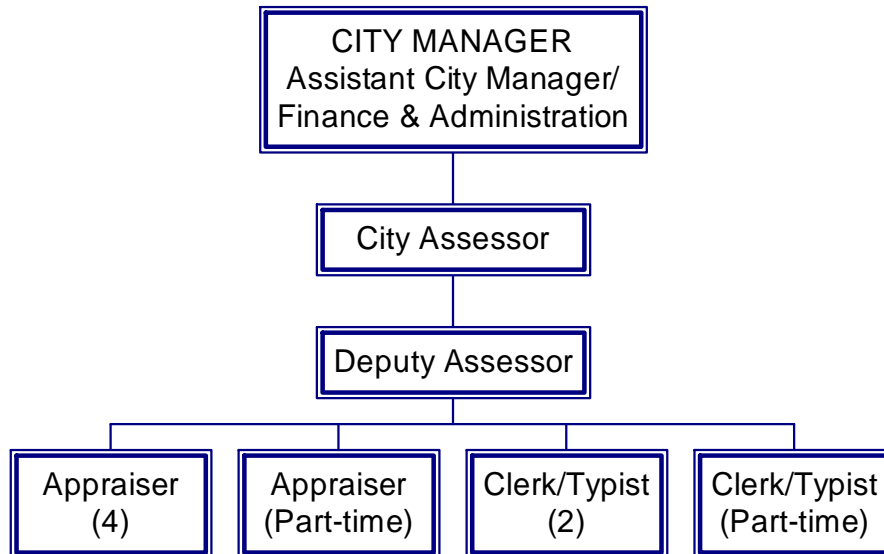 CITY MANAGER
Assistant City Manager/
Finance & Administration
City Assessor
Deputy Assessor
Appraiser
(4)
Appraiser
(Part-time)
Clerk/Typist
(2)
Clerk/Typist
(Part-time)